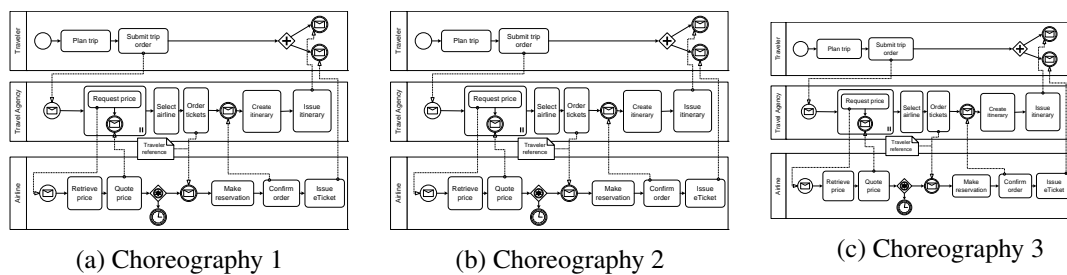 Traveler
Plan trip
Submit trip
order
Travel Agency
Request price
Select
airline
Order
tickets
Create
itinerary
Issue
itinerary
Traveler
reference
Airline
Retrieve
price
Quote
price
Make
reservation
Confirm
order
Issue
eTicket
(a) Choreography 1
Traveler
Plan trip
Submit trip
order
Travel Agency
Request price
Select
airline
Order
tickets
Create
itinerary
Issue
itinerary
Traveler
reference
Airline
Retrieve
price
Quote
price
Make
reservation
Confirm
order
Issue
eTicket
(b) Choreography 2
Traveler
Plan trip
Submit trip
order
Travel Agency
Request price
Select
airline
Order
tickets
Create
itinerary
Issue
itinerary
Traveler
reference
Airline
Retrieve
price
Quote
price
Make
reservation
Confirm
order
Issue
eTicket
(c) Choreography 3